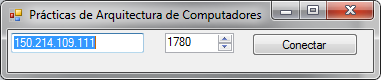 Prácticas de Arquitectura de Computadores
150.214.109.111 1780 Conectar